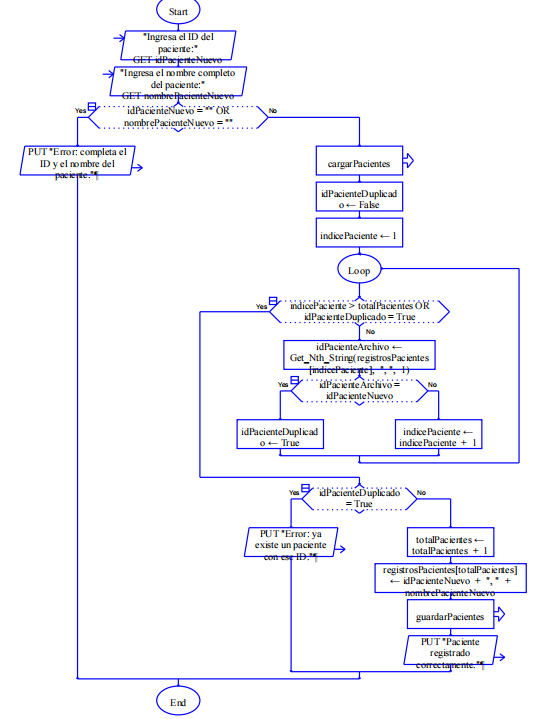 Start
"Ingresa el ID del
paciente:"
GET idPacienteNuevo
"Ingresa el nombre completo
del paciente:"
GET nombrePacienteNuevo
Yes
idPacienteNuevo = "" OR
nombrePacienteNuevo = ""
No
PUT "Error: completa el
ID y el nombre del
paciente."¶
cargarPacientes
idPacienteDuplicad
o ← False
indicePaciente ← 1
Loop
Yes
indicePaciente > totalPacientes OR
idPacienteDuplicado = True
No
idPacienteArchivo ←
Get_Nth_String(registrosPacientes
[indicePaciente], ",", 1)
Yes
idPacienteArchivo =
idPacienteNuevo
No
idPacienteDuplicad
o ← True
indicePaciente ←
indicePaciente + 1
Yes
idPacienteDuplicado
= True
No
PUT "Error: ya
existe un paciente
con ese ID."¶
totalPacientes ←
totalPacientes + 1
registrosPacientes[totalPacientes]
← idPacienteNuevo + "," +
nombrePacienteNuevo
guardarPacientes
PUT "Paciente
registrado
correctamente."¶
End